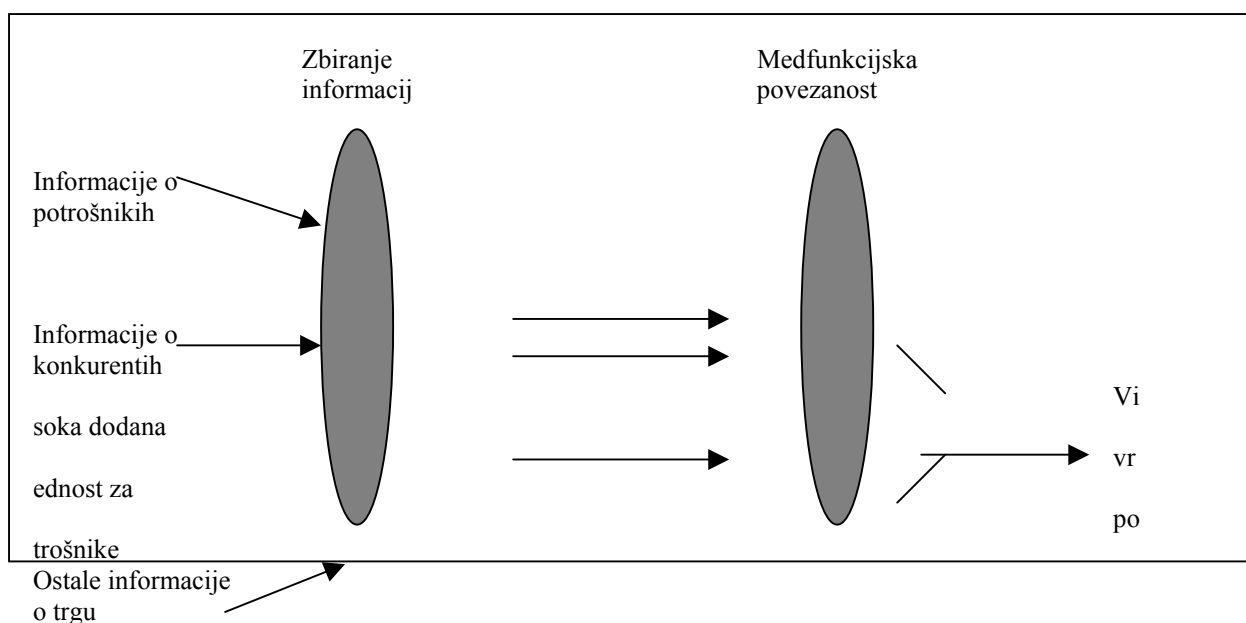 Zbiranje
informacij
Medfunkcijska
povezanost
Informacije o
potrošnikih
Informacije o
konkurentih
Vi
soka dodana
vr
ednost za
po
trošnike
Ostale informacije
o trgu